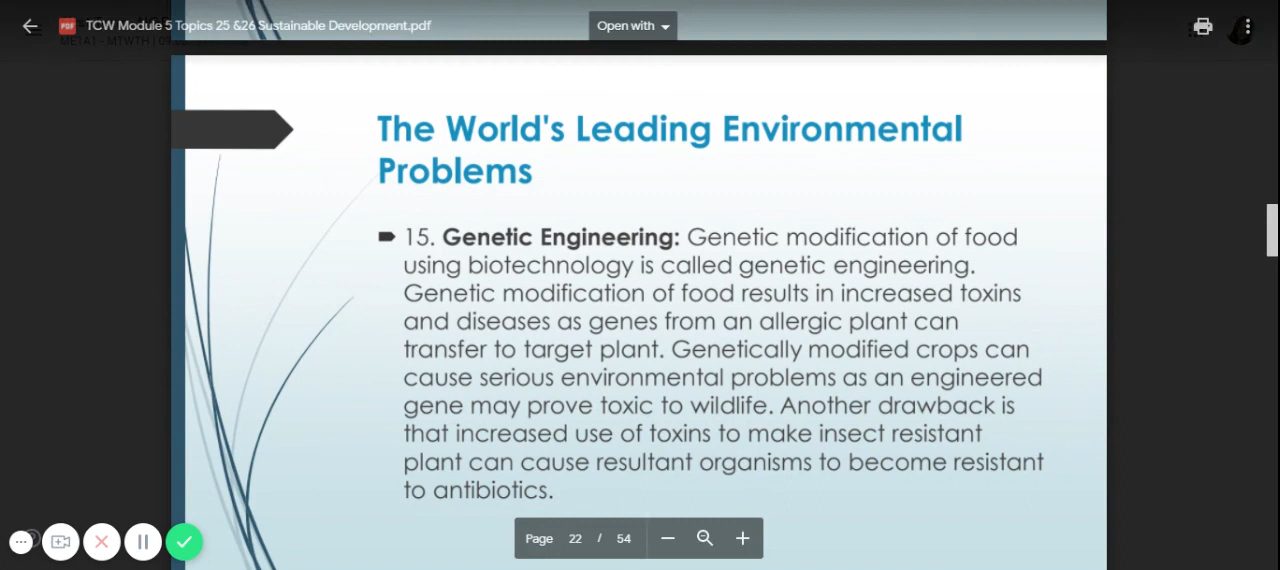 TCW Module 5 Topics 25 &26 Sustainable Development.pdf
Open with
PDF
The World's Leading Environmental
Problems
15. Genetic Engineering: Genetic modification of food
using biotechnology is called genetic engineering.
Genetic modification of food results in increased toxins
and diseases as genes from an allergic plant can
transfer to target plant. Genetically modified crops can
cause serious environmental problems as an engineered
gene may prove toxic to wildlife. Another drawback is
that increased use of toxins to make insect resistant
plant can cause resultant organisms to become resistant
to antibiotics.
Page 22 / 54